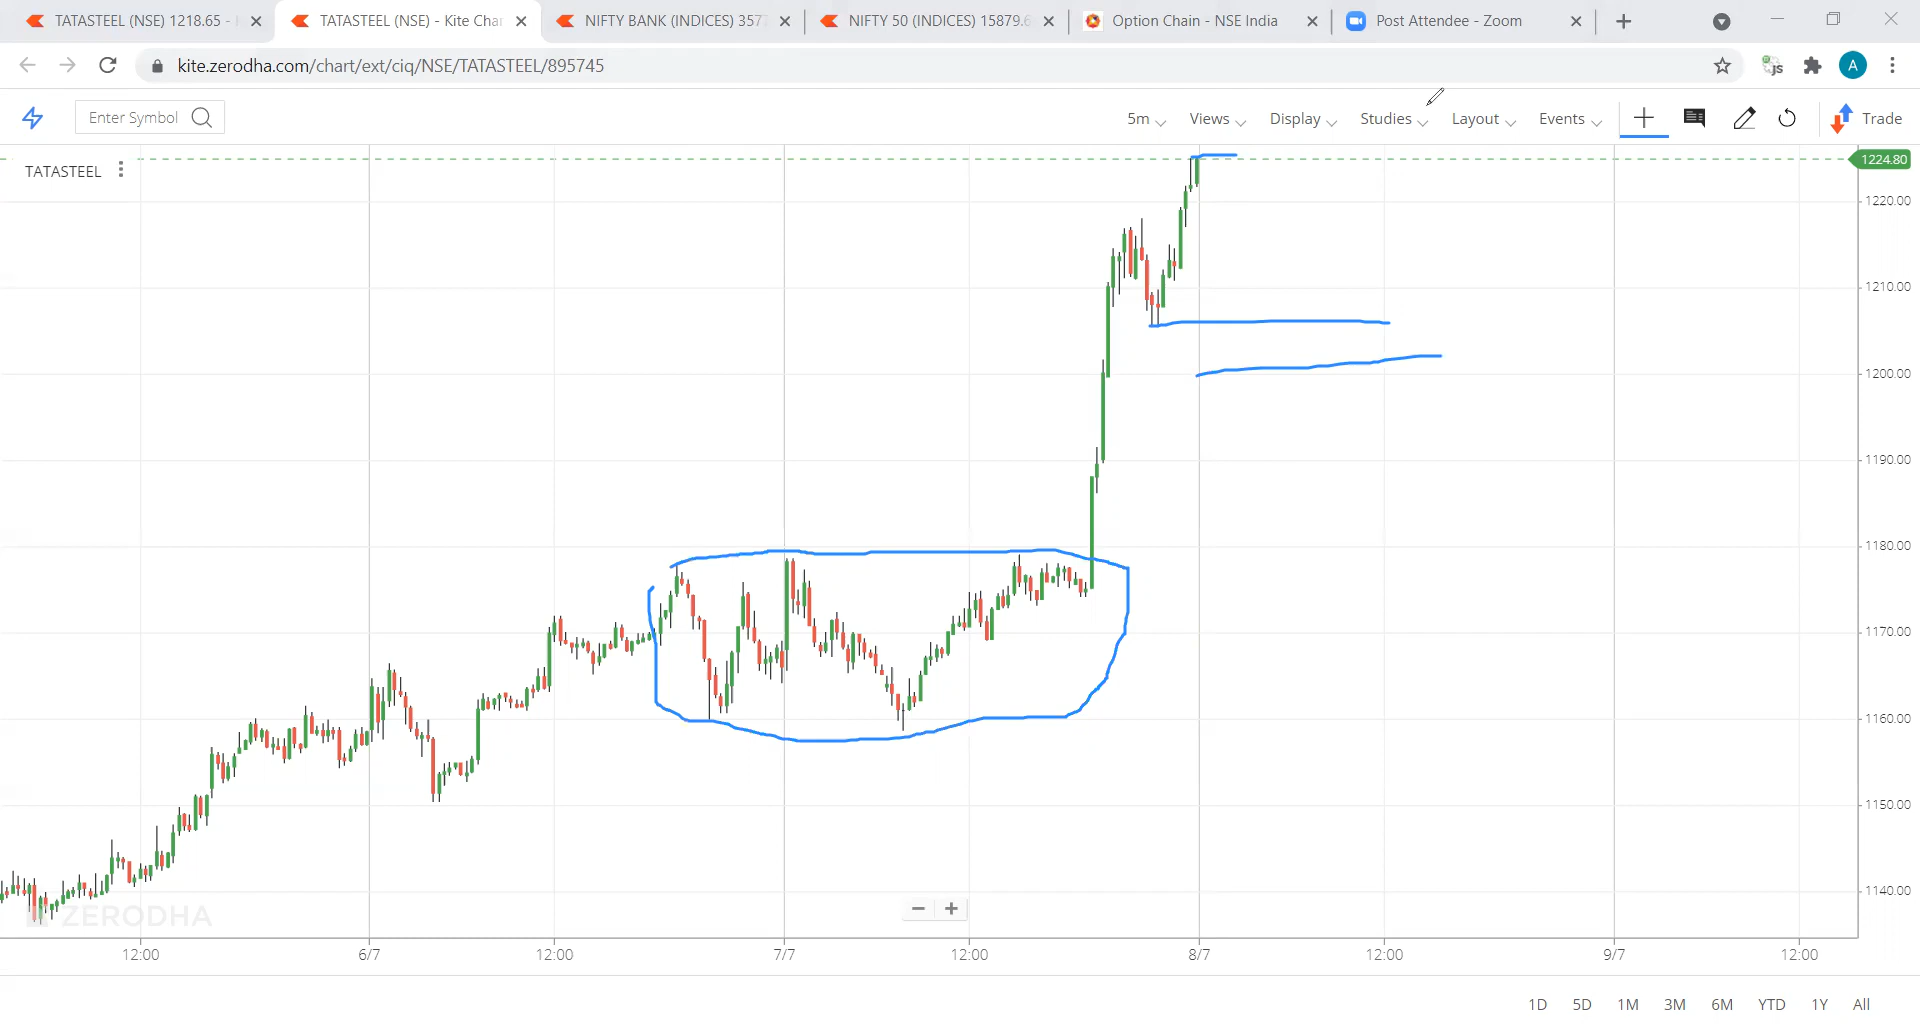 TATASTEEL (NSE) 1218.65 -
TATASTEEL (NSE) - Kite Char
NIFTY BANK (INDICES) 3577
NIFTY 50 (INDICES) 15879.6
Option Chain - NSE India
Post Attendee - Zoom
kite.zerodha.com/chart/ext/ciq/NSE/TATASTEEL/895745
JS
A
Enter Symbol
5m
Views
Display
Studies
Layout
Events
Trade
TATASTEEL
1224.80
1220.00
1210.00
1200.00
1190.00
1180.00
1170.00
1160.00
1150.00
1140.00
ZERODHA
12:00
6/7
12:00
7/7
12:00
8/7
12:00
9/7
12:00
1D 5D 1M 3M 6M YTD 1Y All